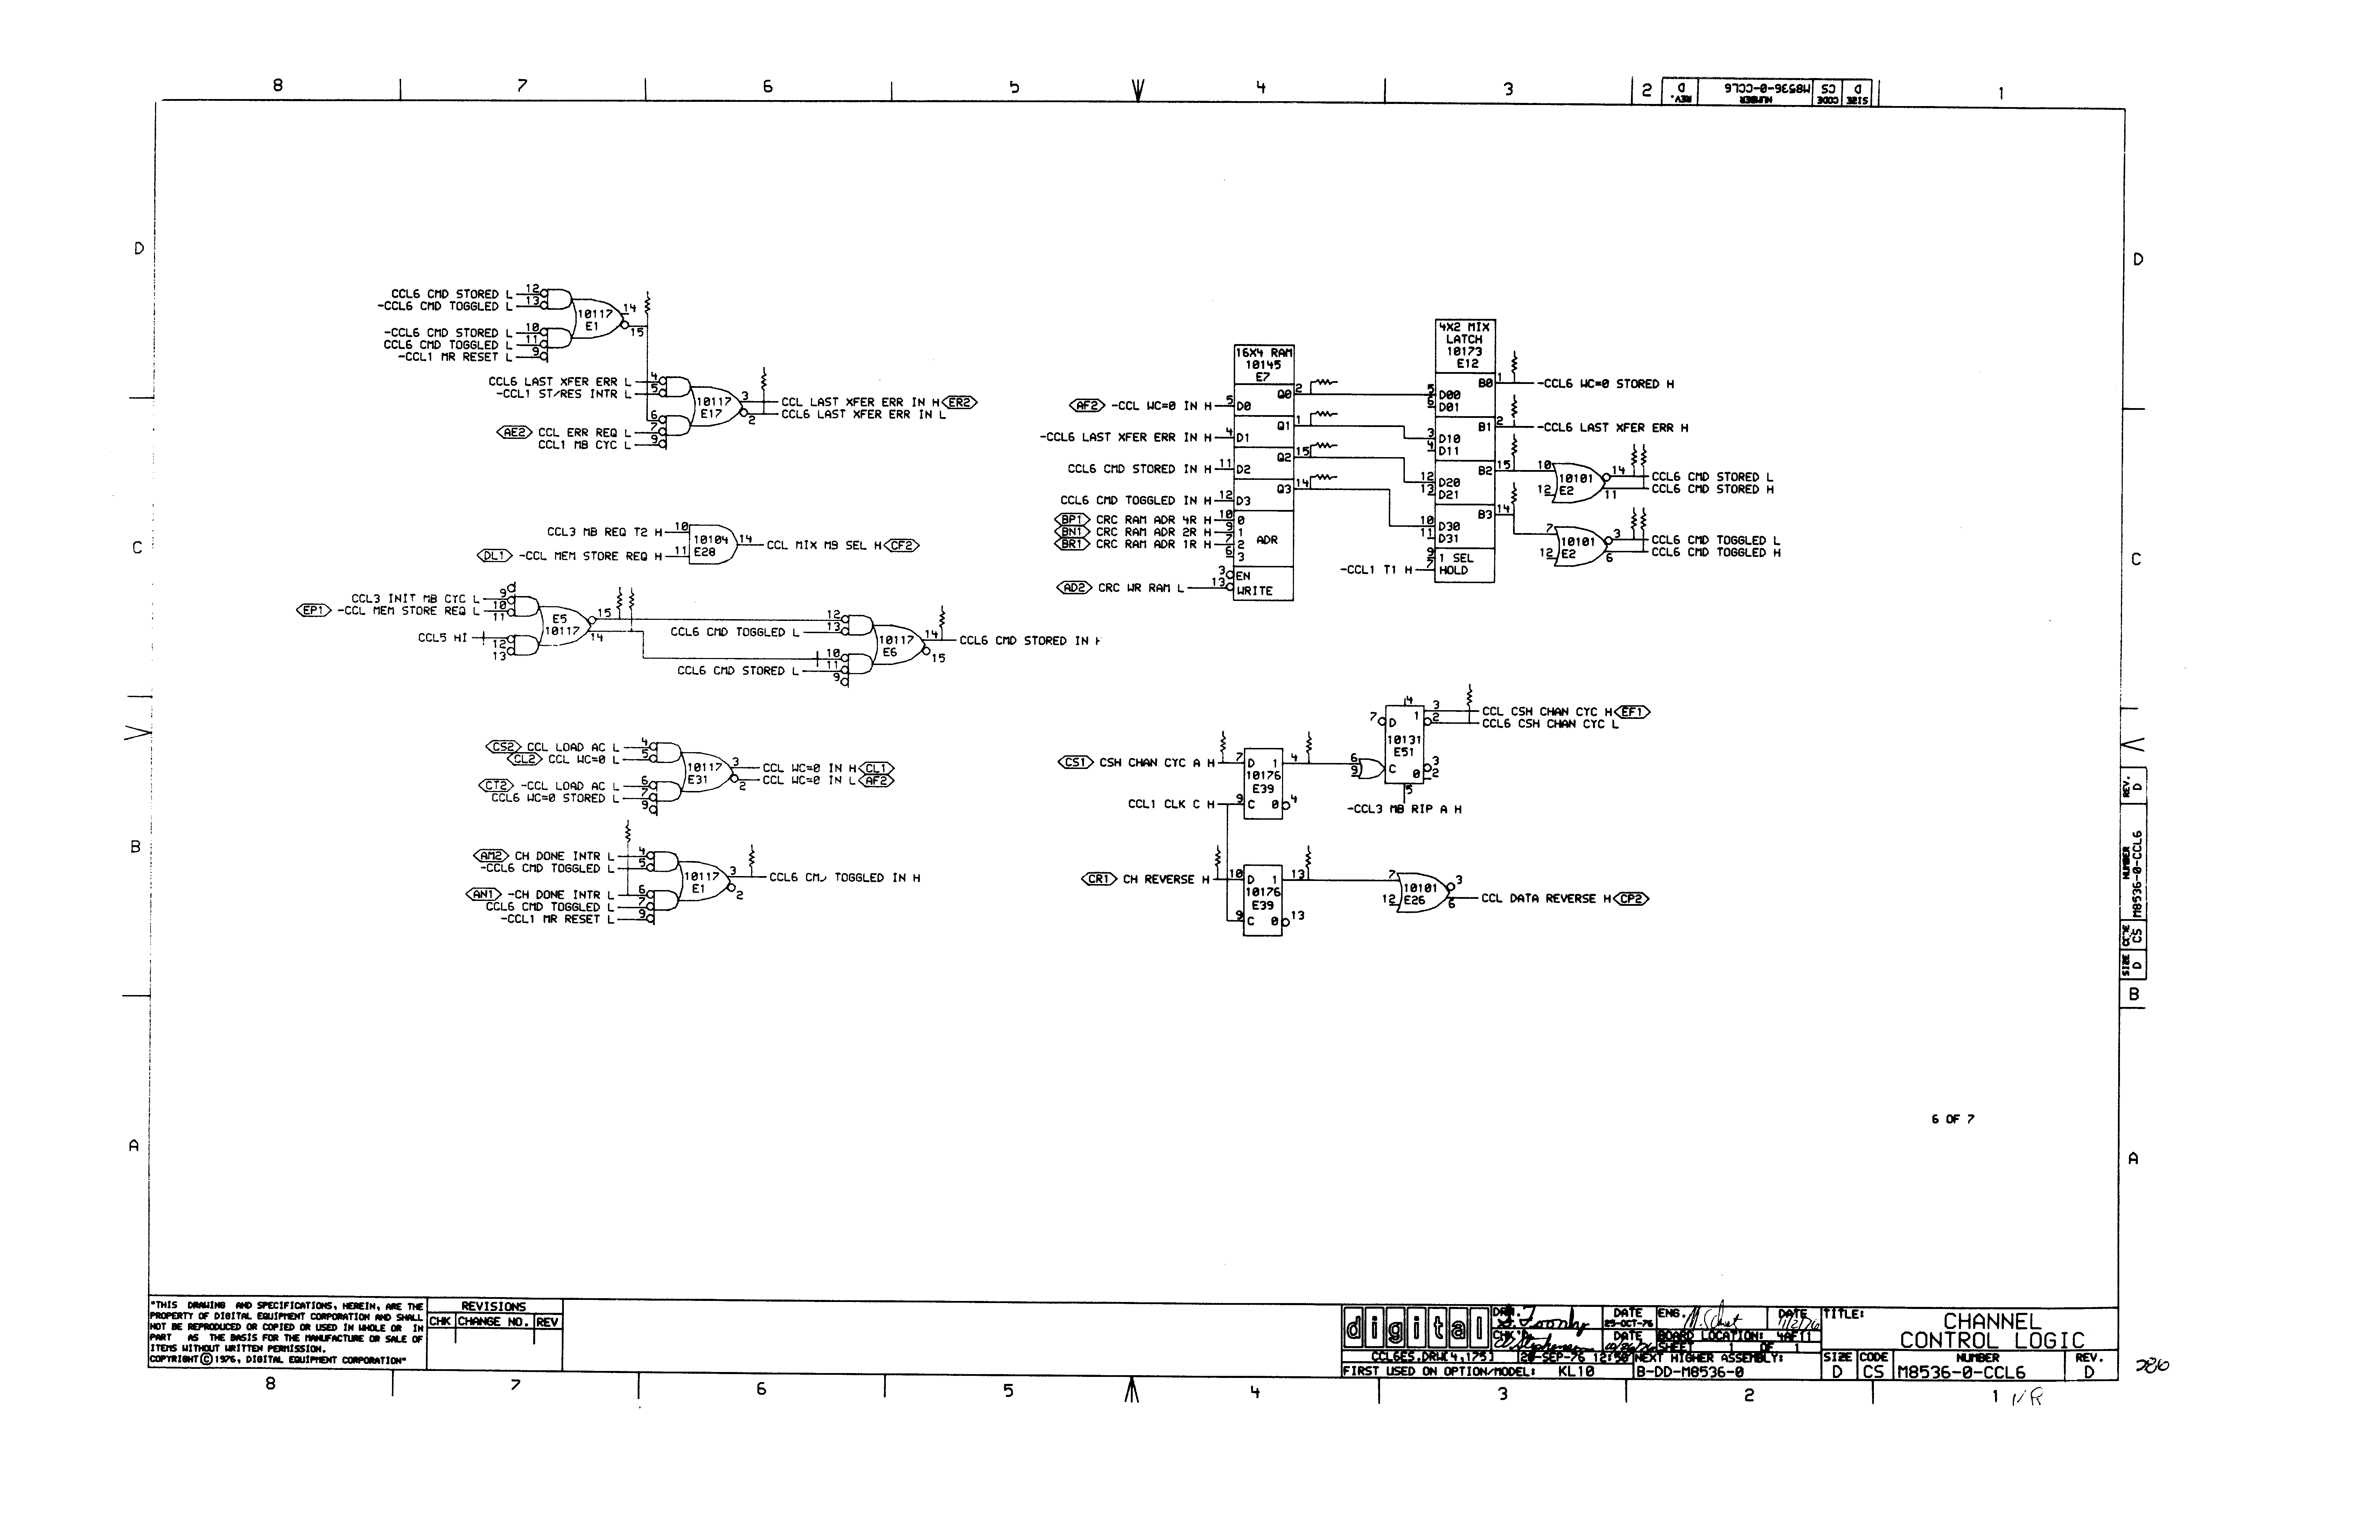 8 7 6 5 4 3 2 1
SIZE CODE NUMBER REV.
D CS M8536-0-CCL6 D
D
D
CCL6 CMD STORED L 12
-CCL6 CMD TOGGLED L 13
10117 E1 14 15
-CCL6 CMD STORED L 10
CCL6 CMD TOGGLED L 11
-CCL1 MR RESET L 9
CCL6 LAST XFER ERR L 4
-CCL1 ST/RES INTR L 5
10117 E17
3 CCL LAST XFER ERR IN H ER2
2 CCL6 LAST XFER ERR IN L
6
AE2 CCL ERR REQ L 7
CCL1 MB CYC L 9
CCL3 MB REQ T2 H 10
DL1 -CCL MEM STORE REQ H 11
10104 E28
14 CCL MIX MB SEL H CF2
C
C
9
CCL3 INIT MB CYC L 10
EP1 -CCL MEM STORE REQ L 11
CCL5 HI 12
13
E5 10117 15 14
12
CCL6 CMD TOGGLED L 13
10
CCL6 CMD STORED L 11
9
10117 E6
14 CCL6 CMD STORED IN
15
CS2 CCL LOAD AC L 4
CL2 CCL WC=0 L 5
CT2 -CCL LOAD AC L 6
CCL6 WC=0 STORED L 7
9
10117 E31
3 CCL WC=0 IN H CL1
2 CCL WC=0 IN L AF2
AM2 CH DONE INTR L 4
-CCL6 CMD TOGGLED L 5
AN1 -CH DONE INTR L 6
CCL6 CMD TOGGLED L 7
-CCL1 MR RESET L 9
10117 E1
3 CCL6 TOGGLED IN H
2
B
B
16X4 RAM
10145
E7
AF2 -CCL WC=0 IN H 5 D0 Q0 2
-CCL6 LAST XFER ERR IN H 4 D1 Q1 1
CCL6 CMD STORED IN H 11 D2 Q2 15
CCL6 CMD TOGGLED IN H 12 D3 Q3 14
BP1 CRC RAM ADR 4R H 10 0
BN1 CRC RAM ADR 2R H 9 1
BR1 CRC RAM ADR 1R H 7 2
6 3
ADR
3 EN
AD2 CRC WR RAM L 13 WRITE
4X2 MIX
LATCH
10173
E12
5 D00 B0 1 -CCL6 WC=0 STORED H
6 D01
3 D10 B1 2 -CCL6 LAST XFER ERR H
4 D11
12 D20 B2 15
13 D21
10 D30 B3 14
11 D31
9 1 SEL
-CCL1 T1 H 7 HOLD
10 12 10101 E2
14 CCL6 CMD STORED L
11 CCL6 CMD STORED H
7 12 10101 E2
3 CCL6 CMD TOGGLED L
6 CCL6 CMD TOGGLED H
CS1 CSH CHAN CYC A H 7 D 1 4
10176
E39
CCL1 CLK C H 9 C 0 4
4
7 D 1
10131
E51
6
9 C 0 3
2
5
-CCL3 MB RIP A H
3 CCL CSH CHAN CYC H EF1
2 CCL6 CSH CHAN CYC L
CR1 CH REVERSE H 10 D 1 13
10176
E39
9 C 0 13
7 12 10101 E26
3
6 CCL DATA REVERSE H CP2
SIZE CODE NUMBER REV.
D CS M8536-0-CCL6 D
6 OF 7
A
A
"THIS DRAWING AND SPECIFICATIONS, HEREIN, ARE THE
PROPERTY OF DIGITAL EQUIPMENT CORPORATION AND SHALL
NOT BE REPRODUCED OR COPIED OR USED IN WHOLE OR IN
PART AS THE BASIS FOR THE MANUFACTURE OR SALE OF
ITEMS WITHOUT WRITTEN PERMISSION.
COPYRIGHT © 1976, DIGITAL EQUIPMENT CORPORATION"
REVISIONS
CHK CHANGE NO. REV
digital
DRN. DATE 25-OCT-76
ENG. DATE
CHK'D DATE
BOARD LOCATION: 4AF11
SHEET 1 OF 1
CCL6ES.DRW[4,175]
NEXT HIGHER ASSEMBLY:
FIRST USED ON OPTION/MODEL: KL10
B-DD-M8536-0
TITLE:
CHANNEL
CONTROL LOGIC
SIZE CODE NUMBER REV.
D CS M8536-0-CCL6 D
286
8 7 6 5 4 3 2 1